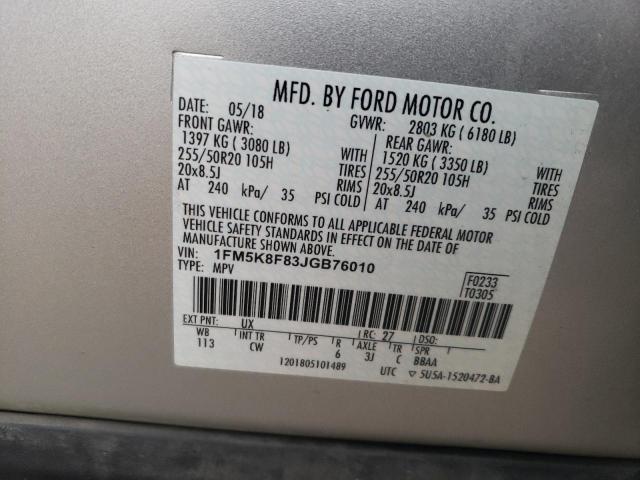 MFD. BY FORD MOTOR CO.
DATE: 05/18 GVWR: 2803 KG ( 6180 LB)
FRONT GAWR: REAR GAWR:
1397 KG ( 3080 LB) WITH 1520 KG ( 3350 LB) WITH
255/50R20 105H TIRES 255/50R20 105H TIRES
20x8.5J RIMS 20x8.5J RIMS
AT 240 kPa/ 35 PSI COLD AT 240 kPa/ 35 PSI COLD
THIS VEHICLE CONFORMS TO ALL APPLICABLE FEDERAL MOTOR
VEHICLE SAFETY STANDARDS IN EFFECT ON THE DATE OF
MANUFACTURE SHOWN ABOVE.
VIN: 1FM5K8F83JGB76010 F0233
TYPE: MPV T0305
EXT PNT: UX RC: 27 DSO:
WB INT TR TP/PS R AXLE TR SPR
113 CW 6 3J C BBAA
1201805101489 UTC ▽ 5U5A-1520472-BA